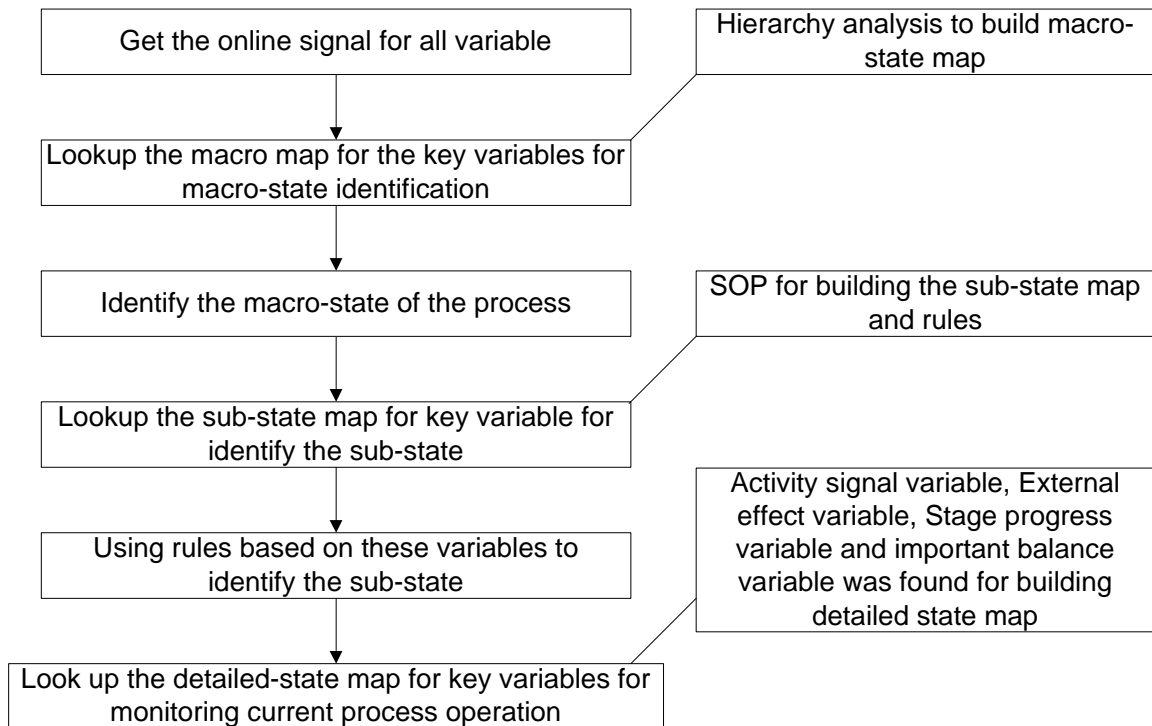 Get the online signal for all variable
Hierarchy analysis to build macro-
state map
Lookup the macro map for the key variables for
macro-state identification
Identify the macro-state of the process
SOP for building the sub-state map
and rules
Lookup the sub-state map for key variable for
identify the sub-state
Using rules based on these variables to
identify the sub-state
Activity signal variable, External
effect variable, Stage progress
variable and important balance
variable was found for building
detailed state map
Look up the detailed-state map for key variables for
monitoring current process operation